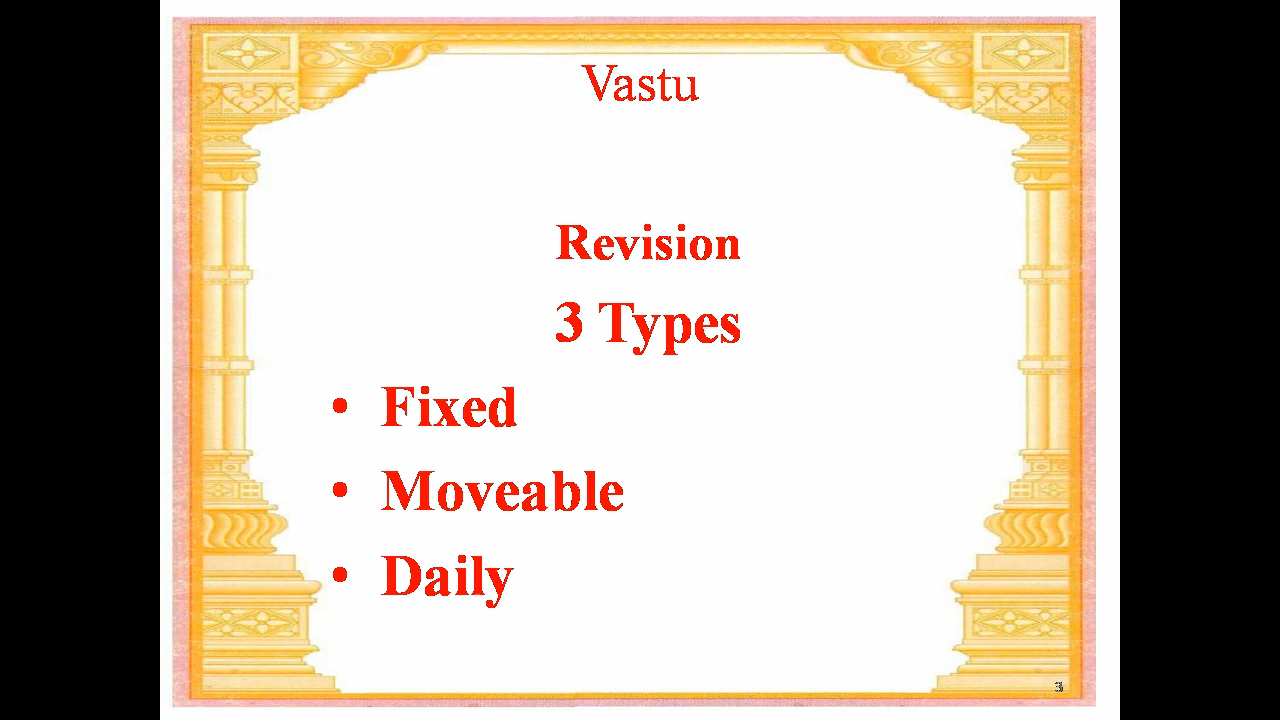 Vastu
Revision
3 Types
• Fixed
• Moveable
• Daily
3